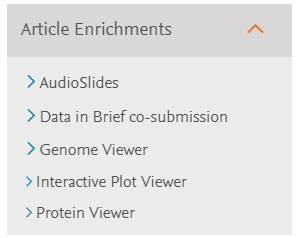 Article Enrichments
AudioSlides
Data in Brief co-submission
Genome Viewer
Interactive Plot Viewer
Protein Viewer